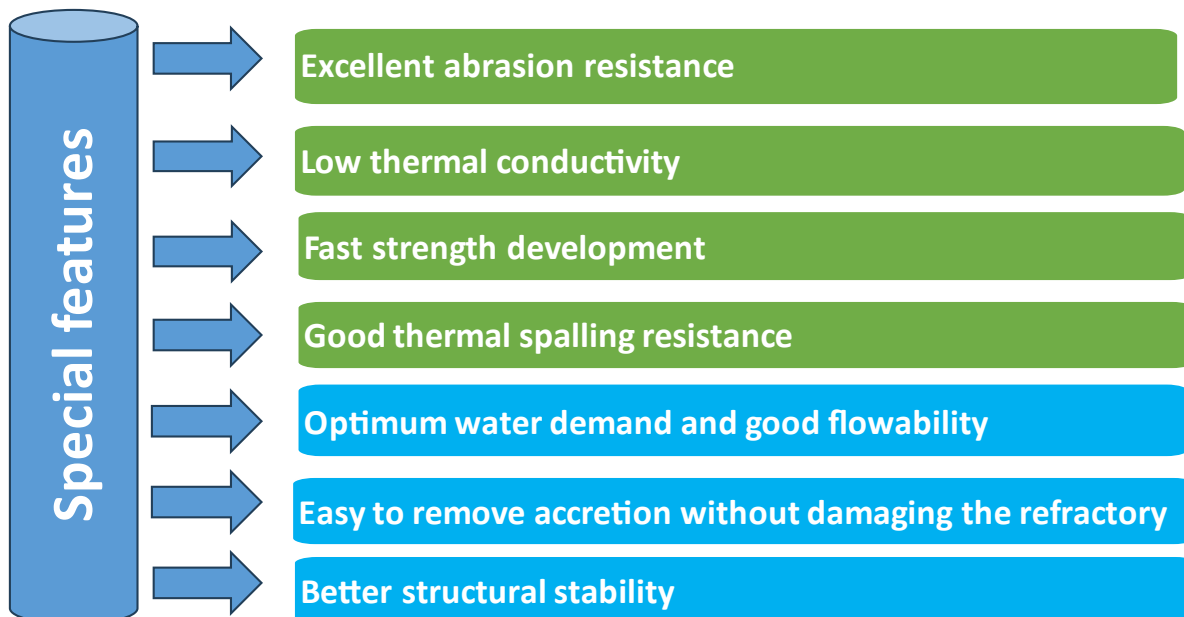 Special features
Excellent abrasion resistance
Low thermal conductivity
Fast strength development
Good thermal spalling resistance
Optimum water demand and good flowability
Easy to remove accretion without damaging the refractory
Better structural stability